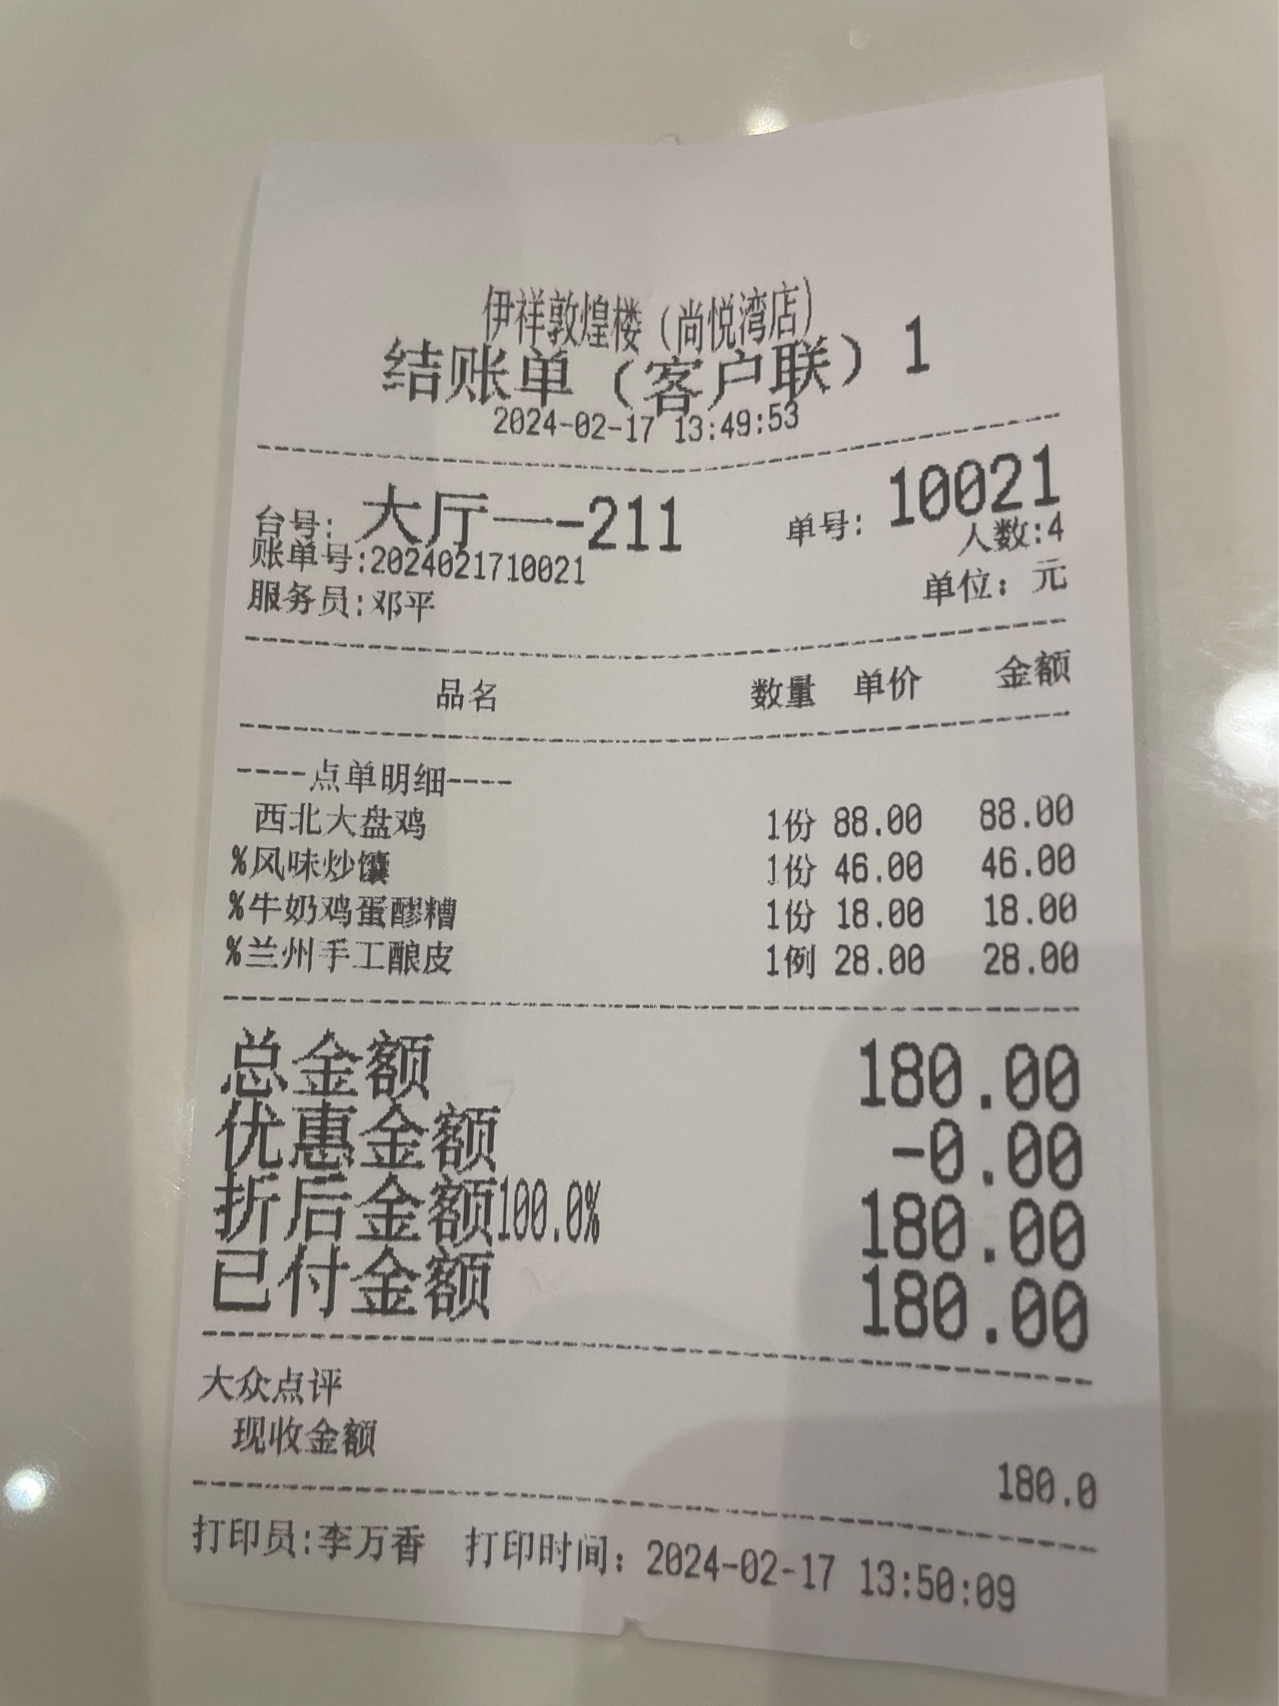 伊祥敦煌楼（尚悦湾店）
结账单（客户联）1
2024-02-17 13:49:53
台号: 大厅一-211 单号: 10021
账单号:2024021710021 人数:4
服务员:邓平 单位: 元
品名 数量 单价 金额
----点单明细----
西北大盘鸡 1份 88.00 88.00
%风味炒馕 1份 46.00 46.00
%牛奶鸡蛋醪糟 1份 18.00 18.00
%兰州手工酿皮 1例 28.00 28.00
总金额 180.00
优惠金额 -0.00
折后金额100.0% 180.00
已付金额 180.00
大众点评
现收金额
180.0
打印员:李万香 打印时间: 2024-02-17 13:50:09